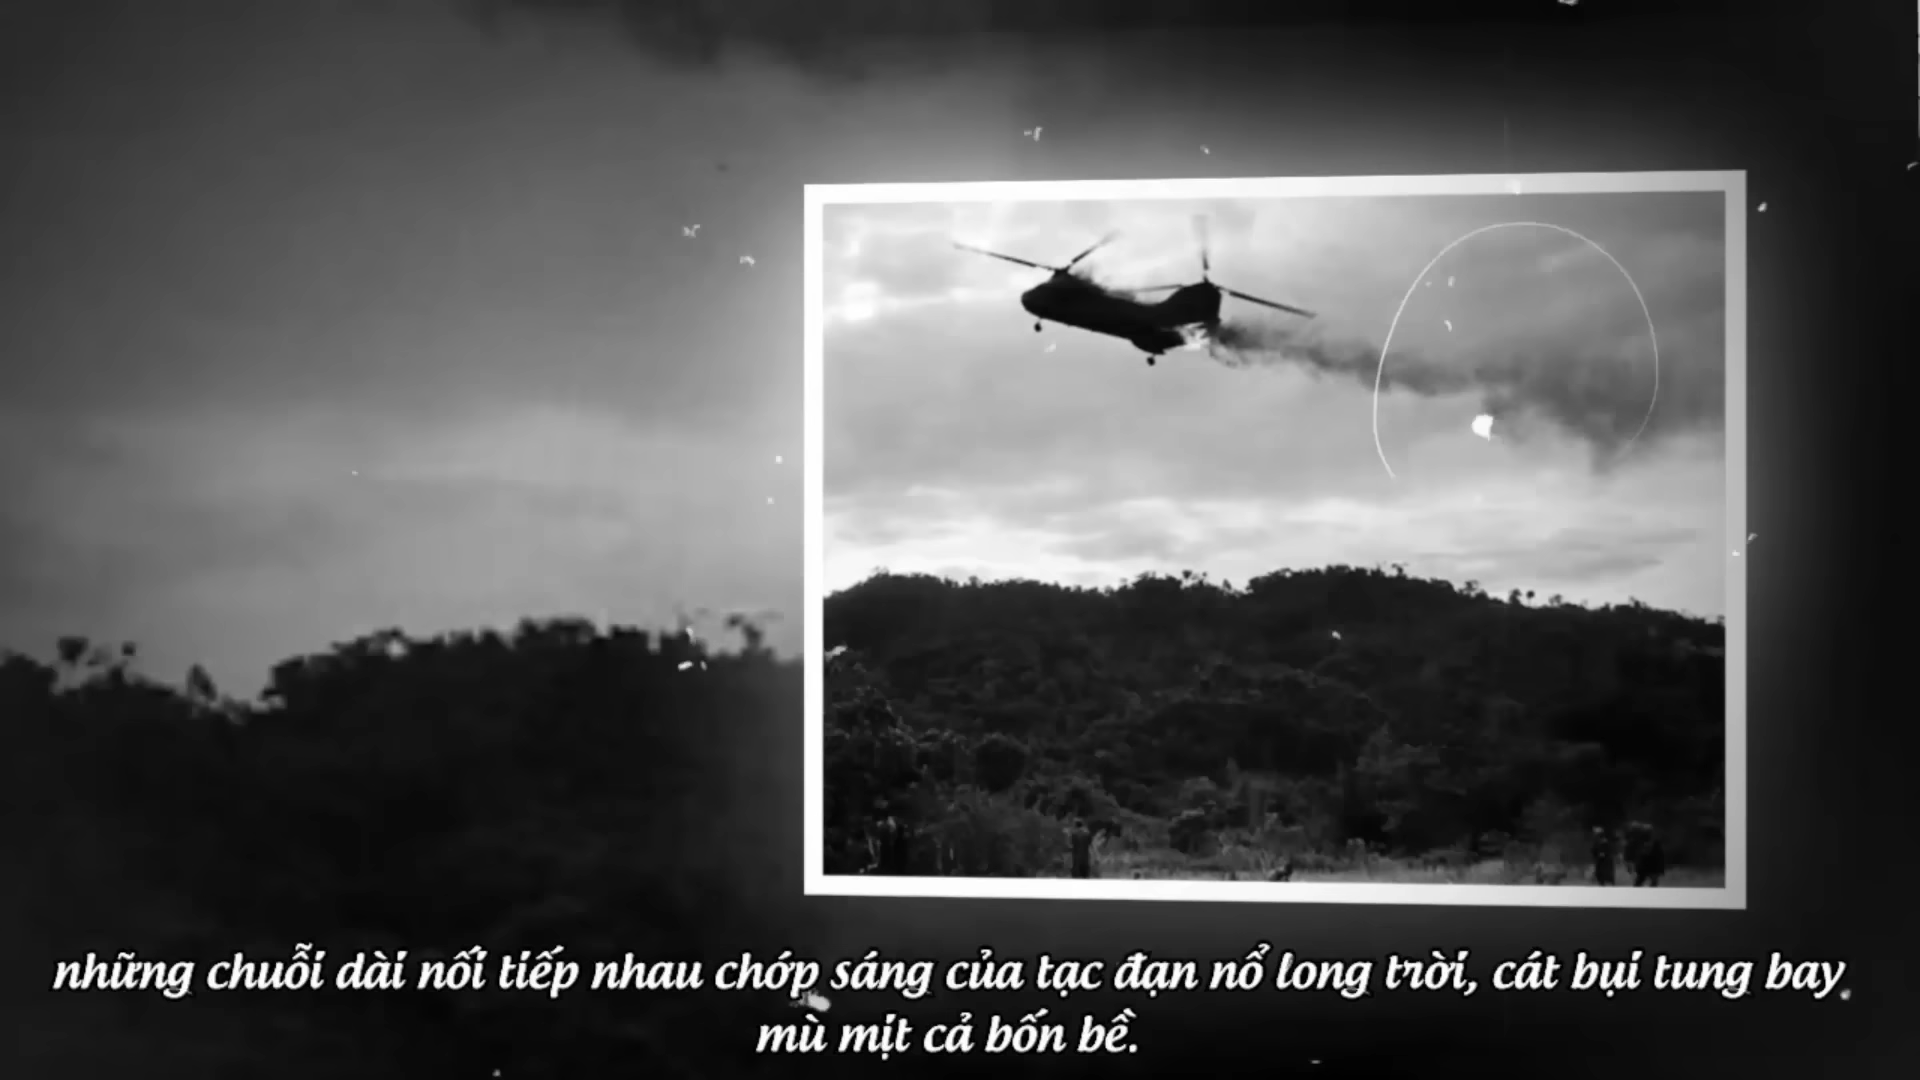 những chuỗi dài nối tiếp nhau chớp sáng của tạc đạn nổ long trời, cát bụi tung bay
mù mịt cả bốn bề.